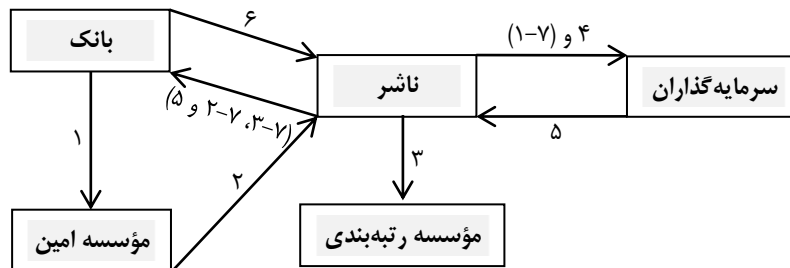 بانک
۶
ناشر
۴ و (۷–۱)
سرمایه‌گذاران
(۷–۳، ۷–۲ و ۵)
۵
۱
۲
۳
مؤسسه امین
مؤسسه رتبه‌بندی